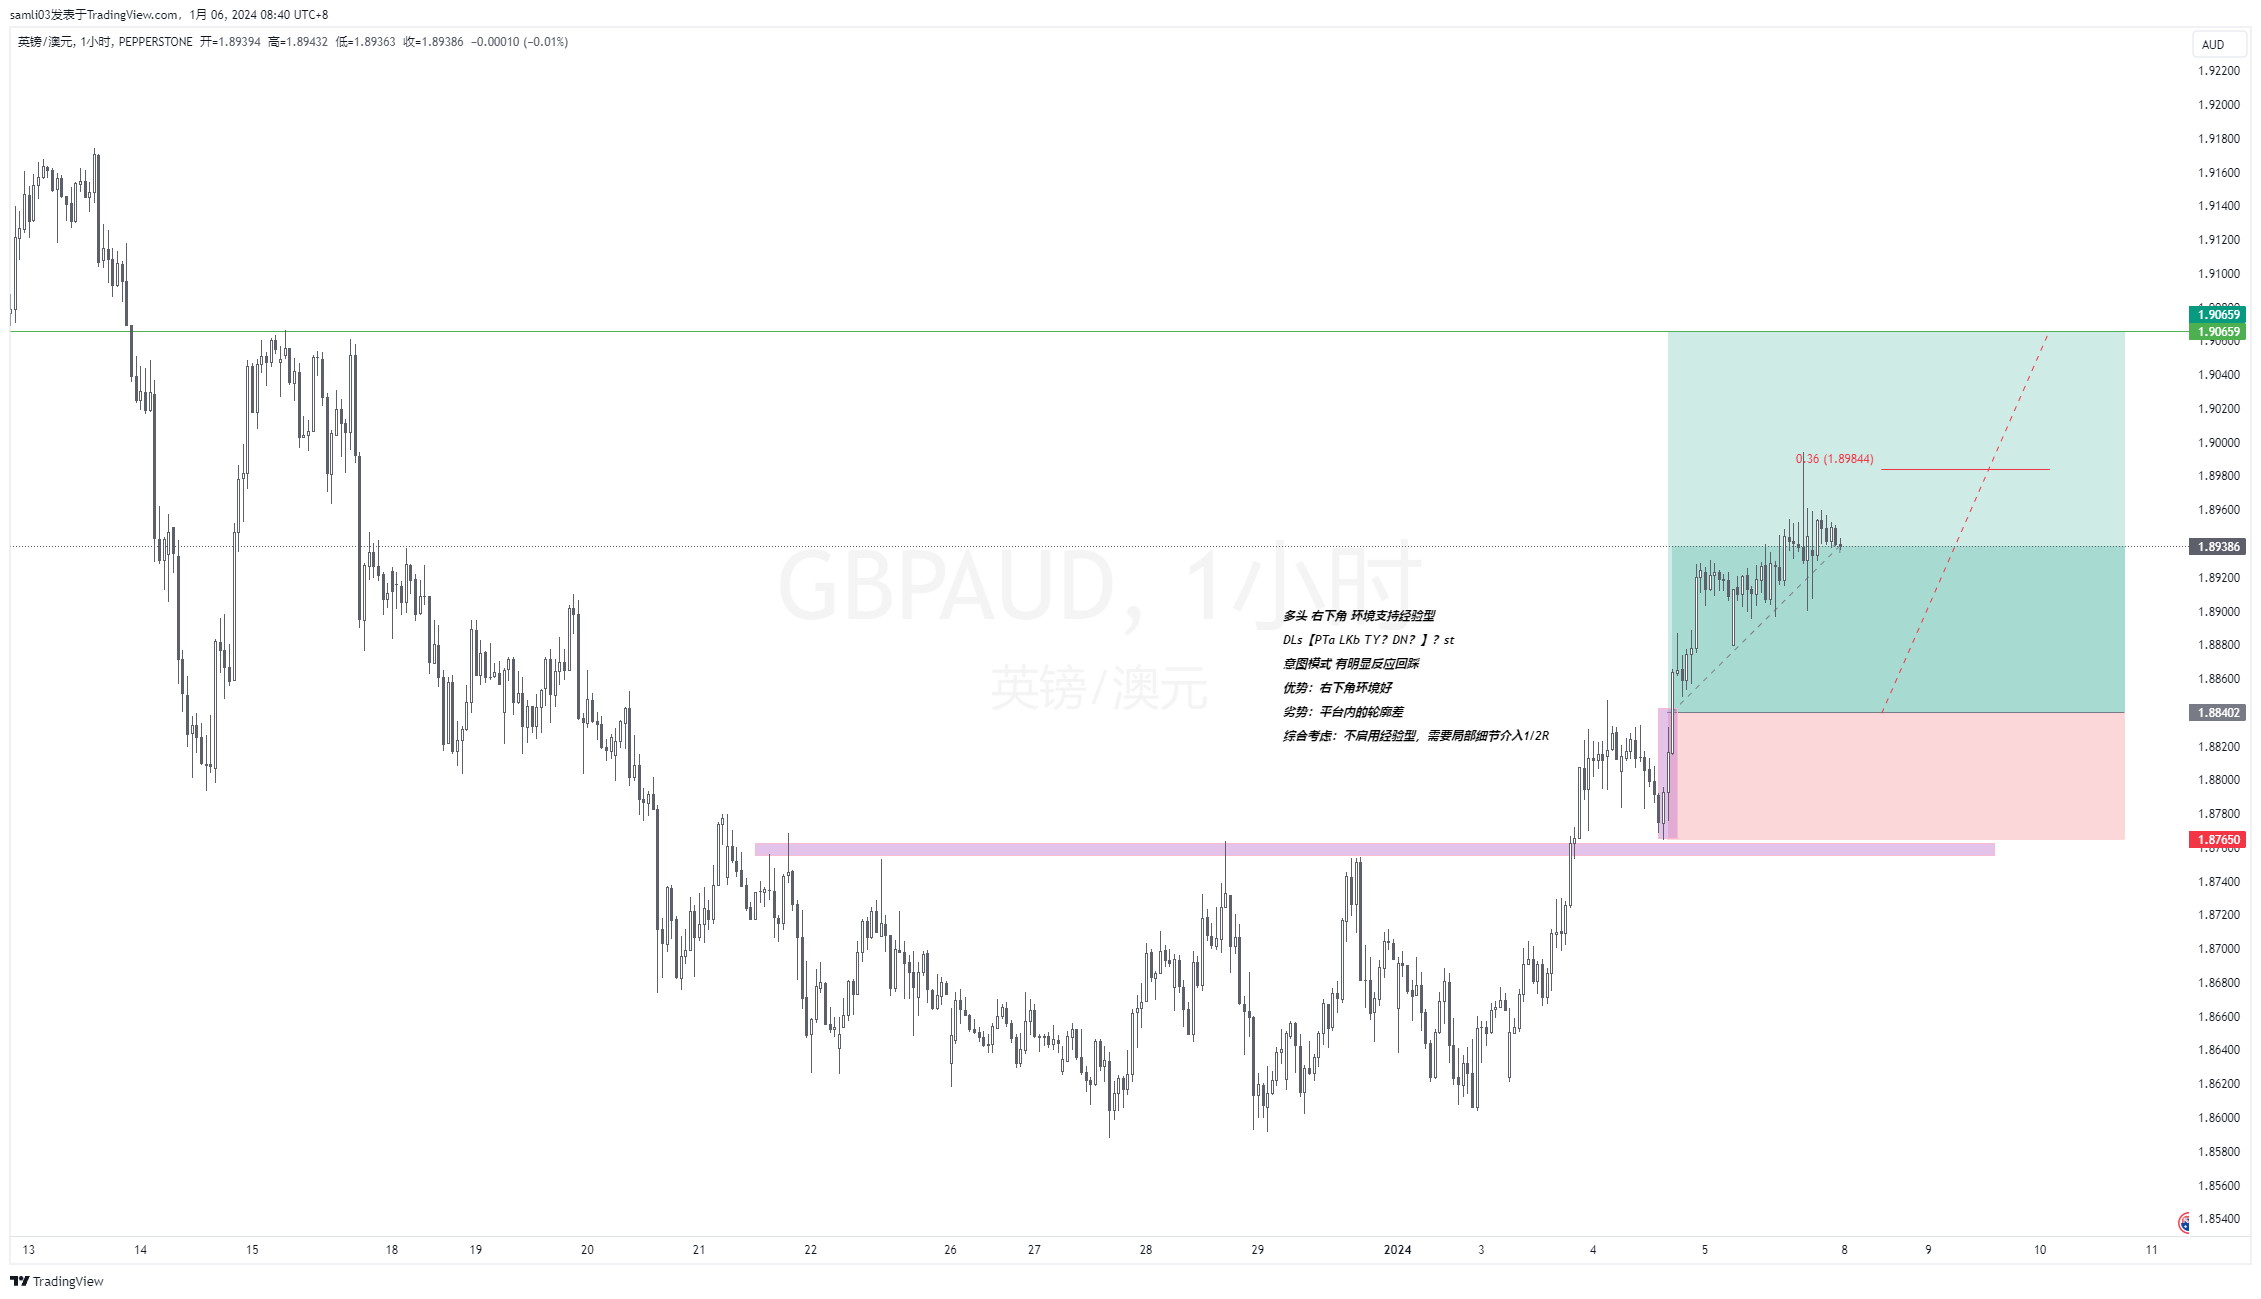 samli03发表于TradingView.com, 1月 06, 2024 08:40 UTC+8
英镑/澳元, 1小时, PEPPERSTONE 开=1.89394 高=1.89432 低=1.89363 收=1.89386 −0.00010 (−0.01%)
AUD
1.92200
1.92000
1.91800
1.91600
1.91400
1.91200
1.91000
1.90659
1.90659
1.90400
1.90200
1.90000
0.36 (1.89844)
1.89800
1.89600
1.89386
1.89200
1.89000
1.88800
1.88600
1.88402
1.88200
1.88000
1.87800
1.87650
1.87400
1.87200
1.87000
1.86800
1.86600
1.86400
1.86200
1.86000
1.85800
1.85600
1.85400
GBPAUD, 1小时
英镑/澳元
多头 右下角 环境支持经验型
DLs【PTa LKb TY? DN? 】? st
意图模式 有明显反应回踩
优势：右下角环境好
劣势：平台内的轮廓差
综合考虑：不启用经验型，需要局部细节介入1/2R
13 14 15 18 19 20 21 22 26 27 28 29 2024 3 4 5 8 9 10 11
TradingView